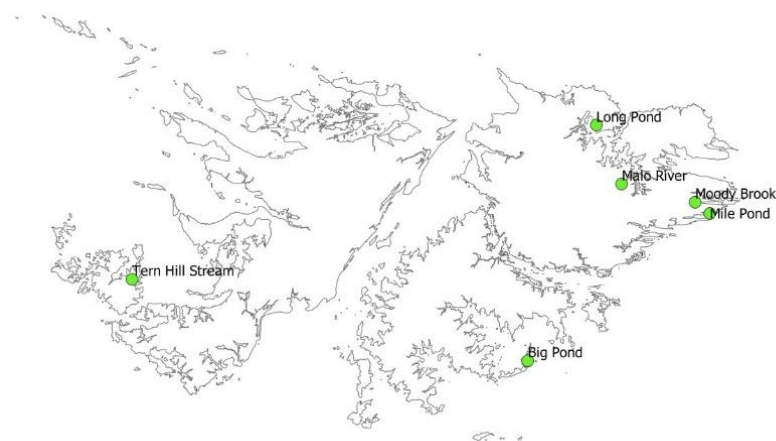 Long Pond
Malo River
Moody Brook
Mile Pond
Tern Hill Stream
Big Pond